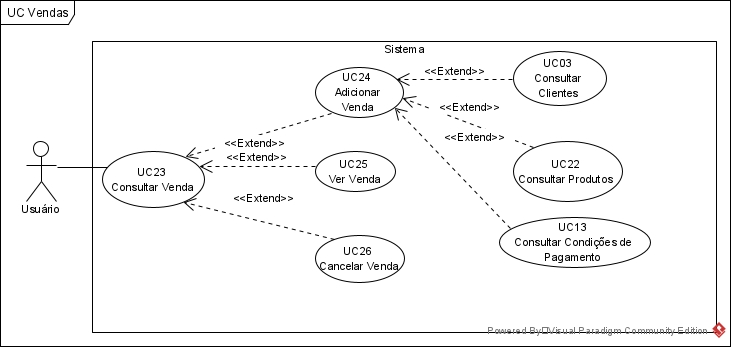 UC Vendas
Sistema
UC24
Adicionar
Venda
<<Extend>>
UC03
Consultar
Clientes
<<Extend>>
<<Extend>>
<<Extend>>
<<Extend>>
UC23
Consultar Venda
UC25
Ver Venda
UC22
Consultar Produtos
<<Extend>>
Usuário
UC13
Consultar Condições de
Pagamento
UC26
Cancelar Venda
Powered By Visual Paradigm Community Edition